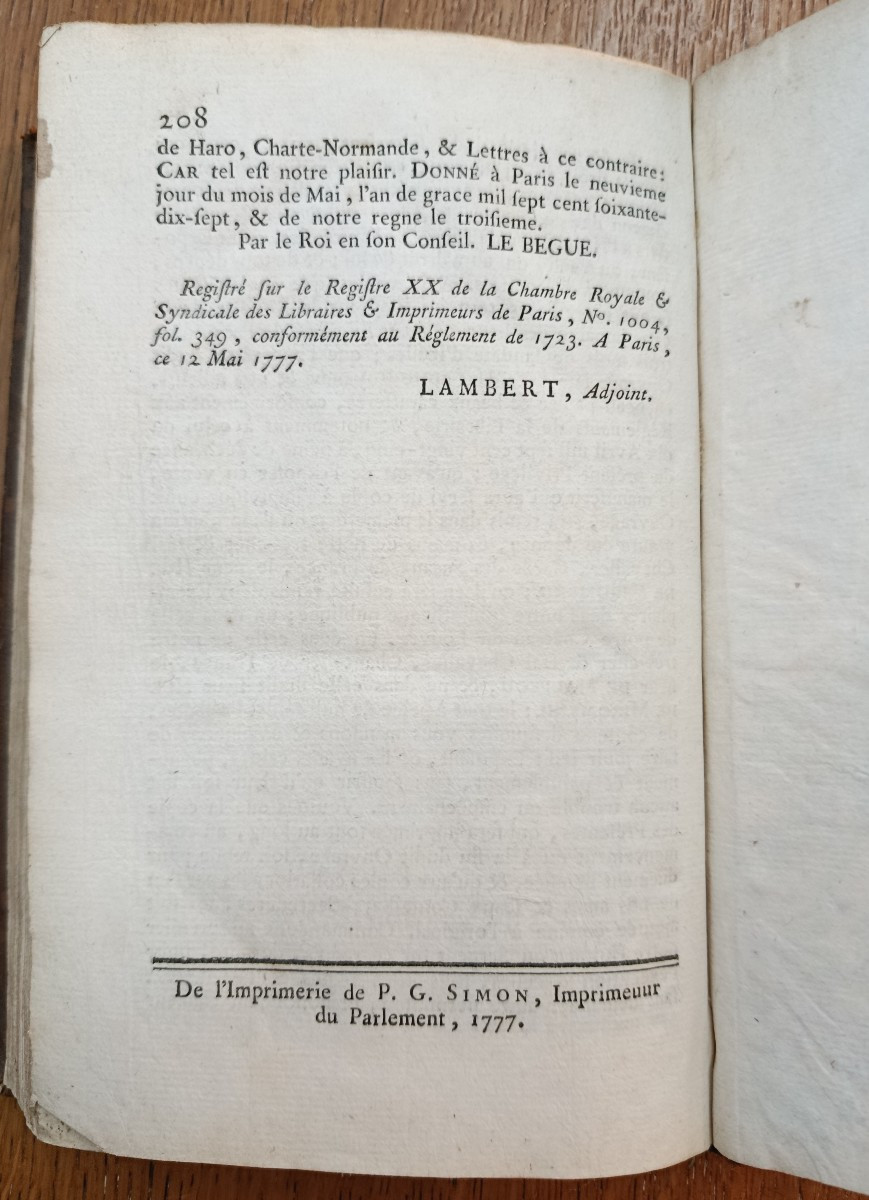 208
de Haro, Charte-Normande, & Lettres à ce contraire:
CAR tel eſt notre plaiſir. DONNÉ à Paris le neuvieme
jour du mois de Mai, l'an de grace mil ſept cent ſoixante-
dix-ſept, & de notre regne le troiſieme.
Par le Roi en ſon Conſeil. LE BEGUE.
Regiſtré ſur le Regiſtre XX de la Chambre Royale &
Syndicale des Libraires & Imprimeurs de Paris, Nº. 1004,
fol. 349, conformément au Réglement de 1723. A Paris,
ce 12 Mai 1777.
LAMBERT, Adjoint.
De l'Imprimerie de P. G. SIMON, Imprimeuur
du Parlement, 1777.